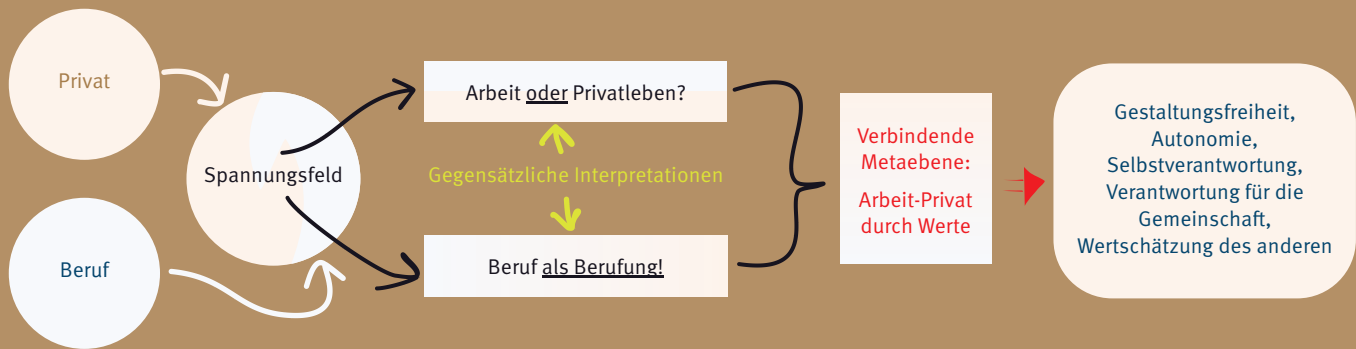 Privat
Beruf
Spannungsfeld
Arbeit oder Privatleben?
Gegensätzliche Interpretationen
Beruf als Berufung!
Verbindende
Metaebene:
Arbeit-Privat
durch Werte
Gestaltungsfreiheit,
Autonomie,
Selbstverantwortung,
Verantwortung für die
Gemeinschaft,
Wertschätzung des anderen